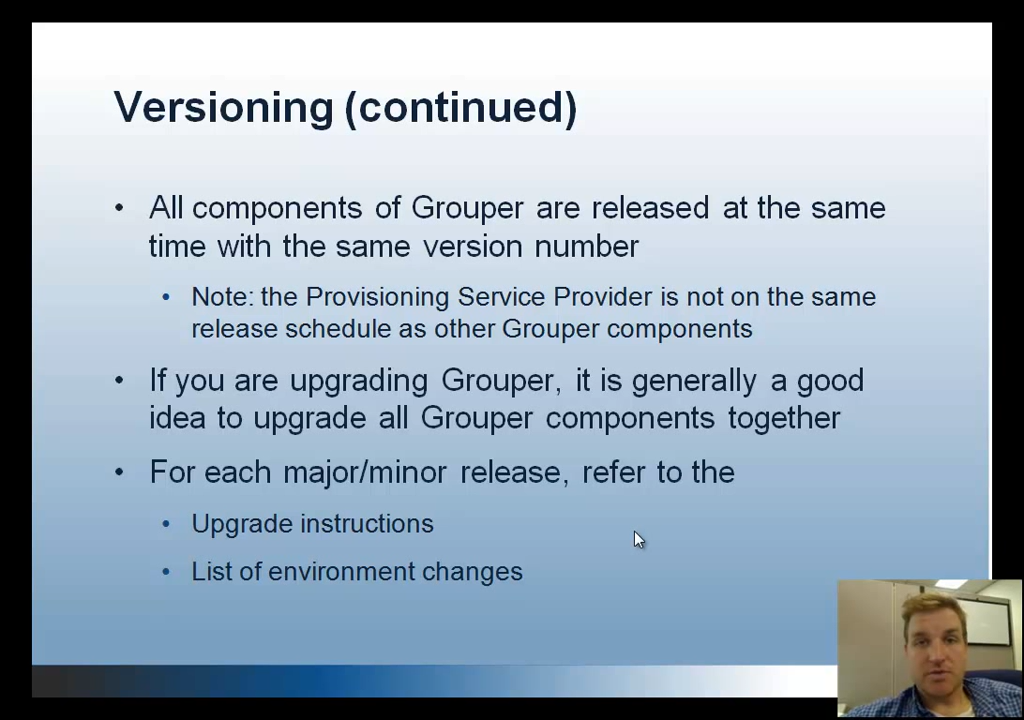 Versioning (continued)
• All components of Grouper are released at the same
time with the same version number
• Note: the Provisioning Service Provider is not on the same
release schedule as other Grouper components
• If you are upgrading Grouper, it is generally a good
idea to upgrade all Grouper components together
• For each major/minor release, refer to the
• Upgrade instructions
• List of environment changes